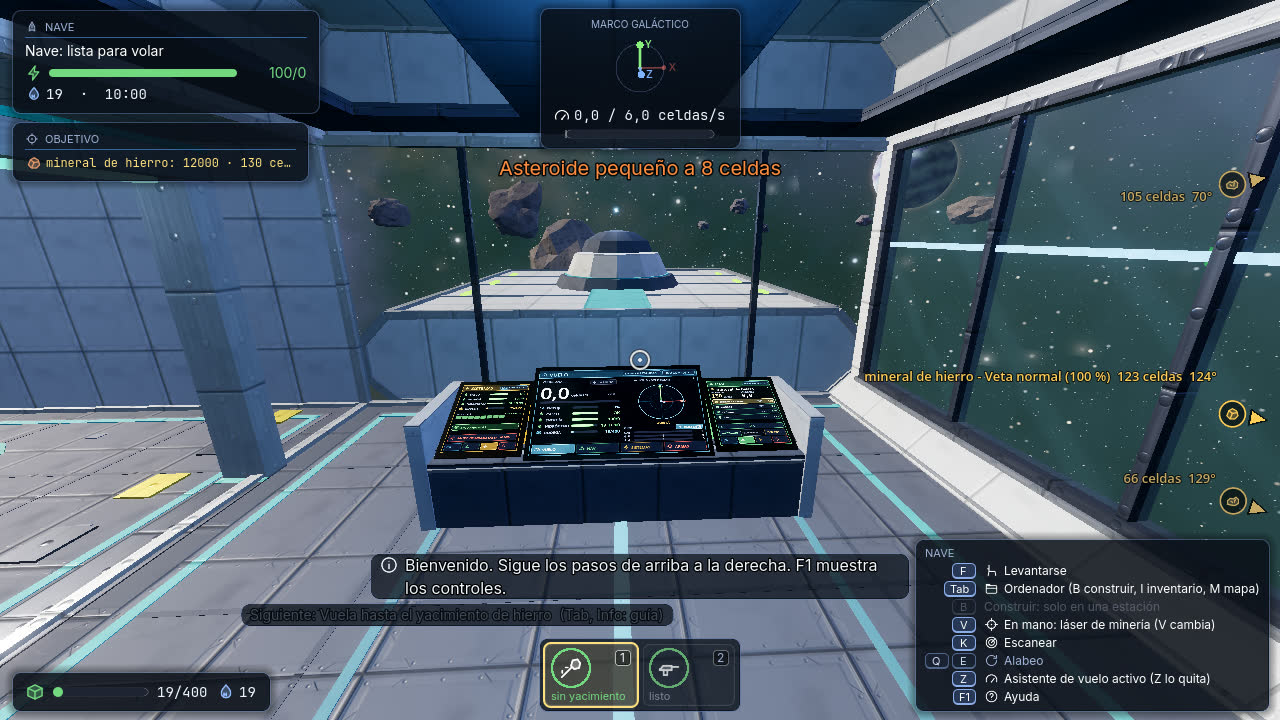 NAVE
Nave: lista para volar
100/0
19 · 10:00
OBJETIVO
mineral de hierro: 12000 · 130 ce…
MARCO GALÁCTICO
Y
X
Z
0,0 / 6,0 celdas/s
Asteroide pequeño a 8 celdas
105 celdas 70°
mineral de hierro - Veta normal (100 %) 123 celdas 124°
66 celdas 129°
VUELO
0,0
Bienvenido. Sigue los pasos de arriba a la derecha. F1 muestra
los controles.
Siguiente: Vuela hasta el yacimiento de hierro (Tab, Info: guía)
1
sin yacimiento
2
listo
19/400 19
NAVE
F Levantarse
Tab Ordenador (B construir, I inventario, M mapa)
B Construir: solo en una estación
V En mano: láser de minería (V cambia)
K Escanear
Q E Alabeo
Z Asistente de vuelo activo (Z lo quita)
F1 Ayuda